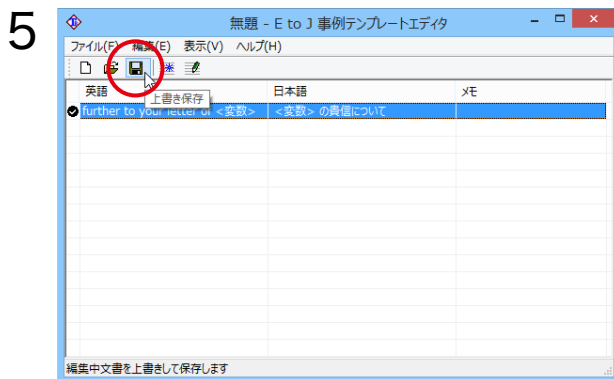 5
無題 - E to J 事例テンプレートエディタ
ファイル(F) 編集(E) 表示(V) ヘルプ(H)
上書き保存
英語 日本語 メモ
further to your letter of <変数> <変数> の貴信について
編集中文書を上書きして保存します